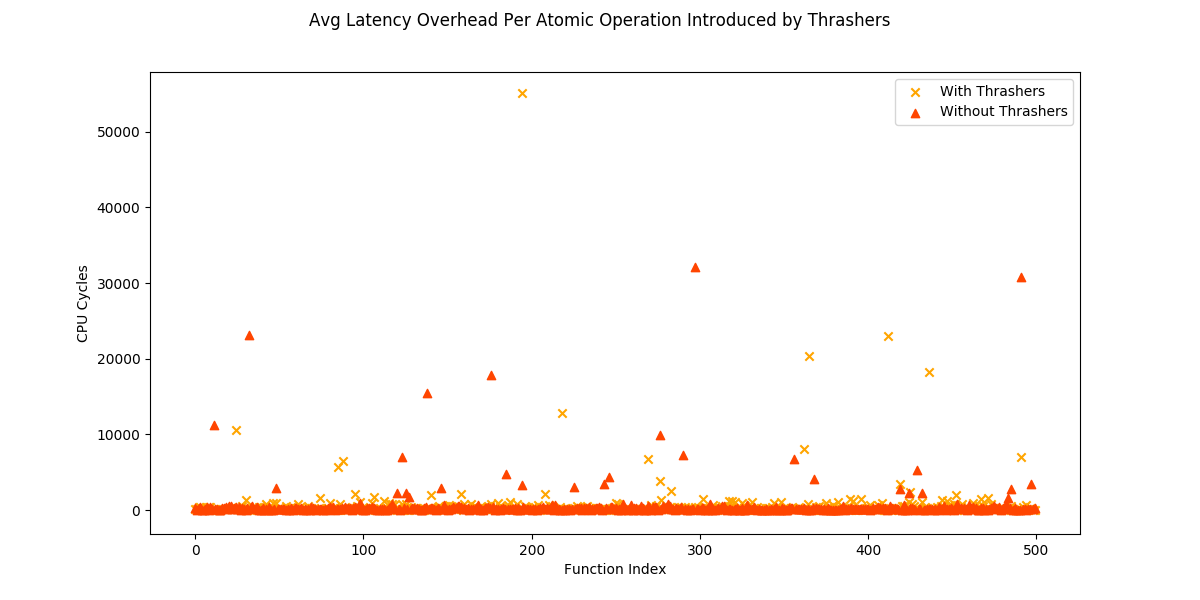 Avg Latency Overhead Per Atomic Operation Introduced by Thrashers
With Thrashers
Without Thrashers
CPU Cycles
50000
40000
30000
20000
10000
0
0 100 200 300 400 500
Function Index